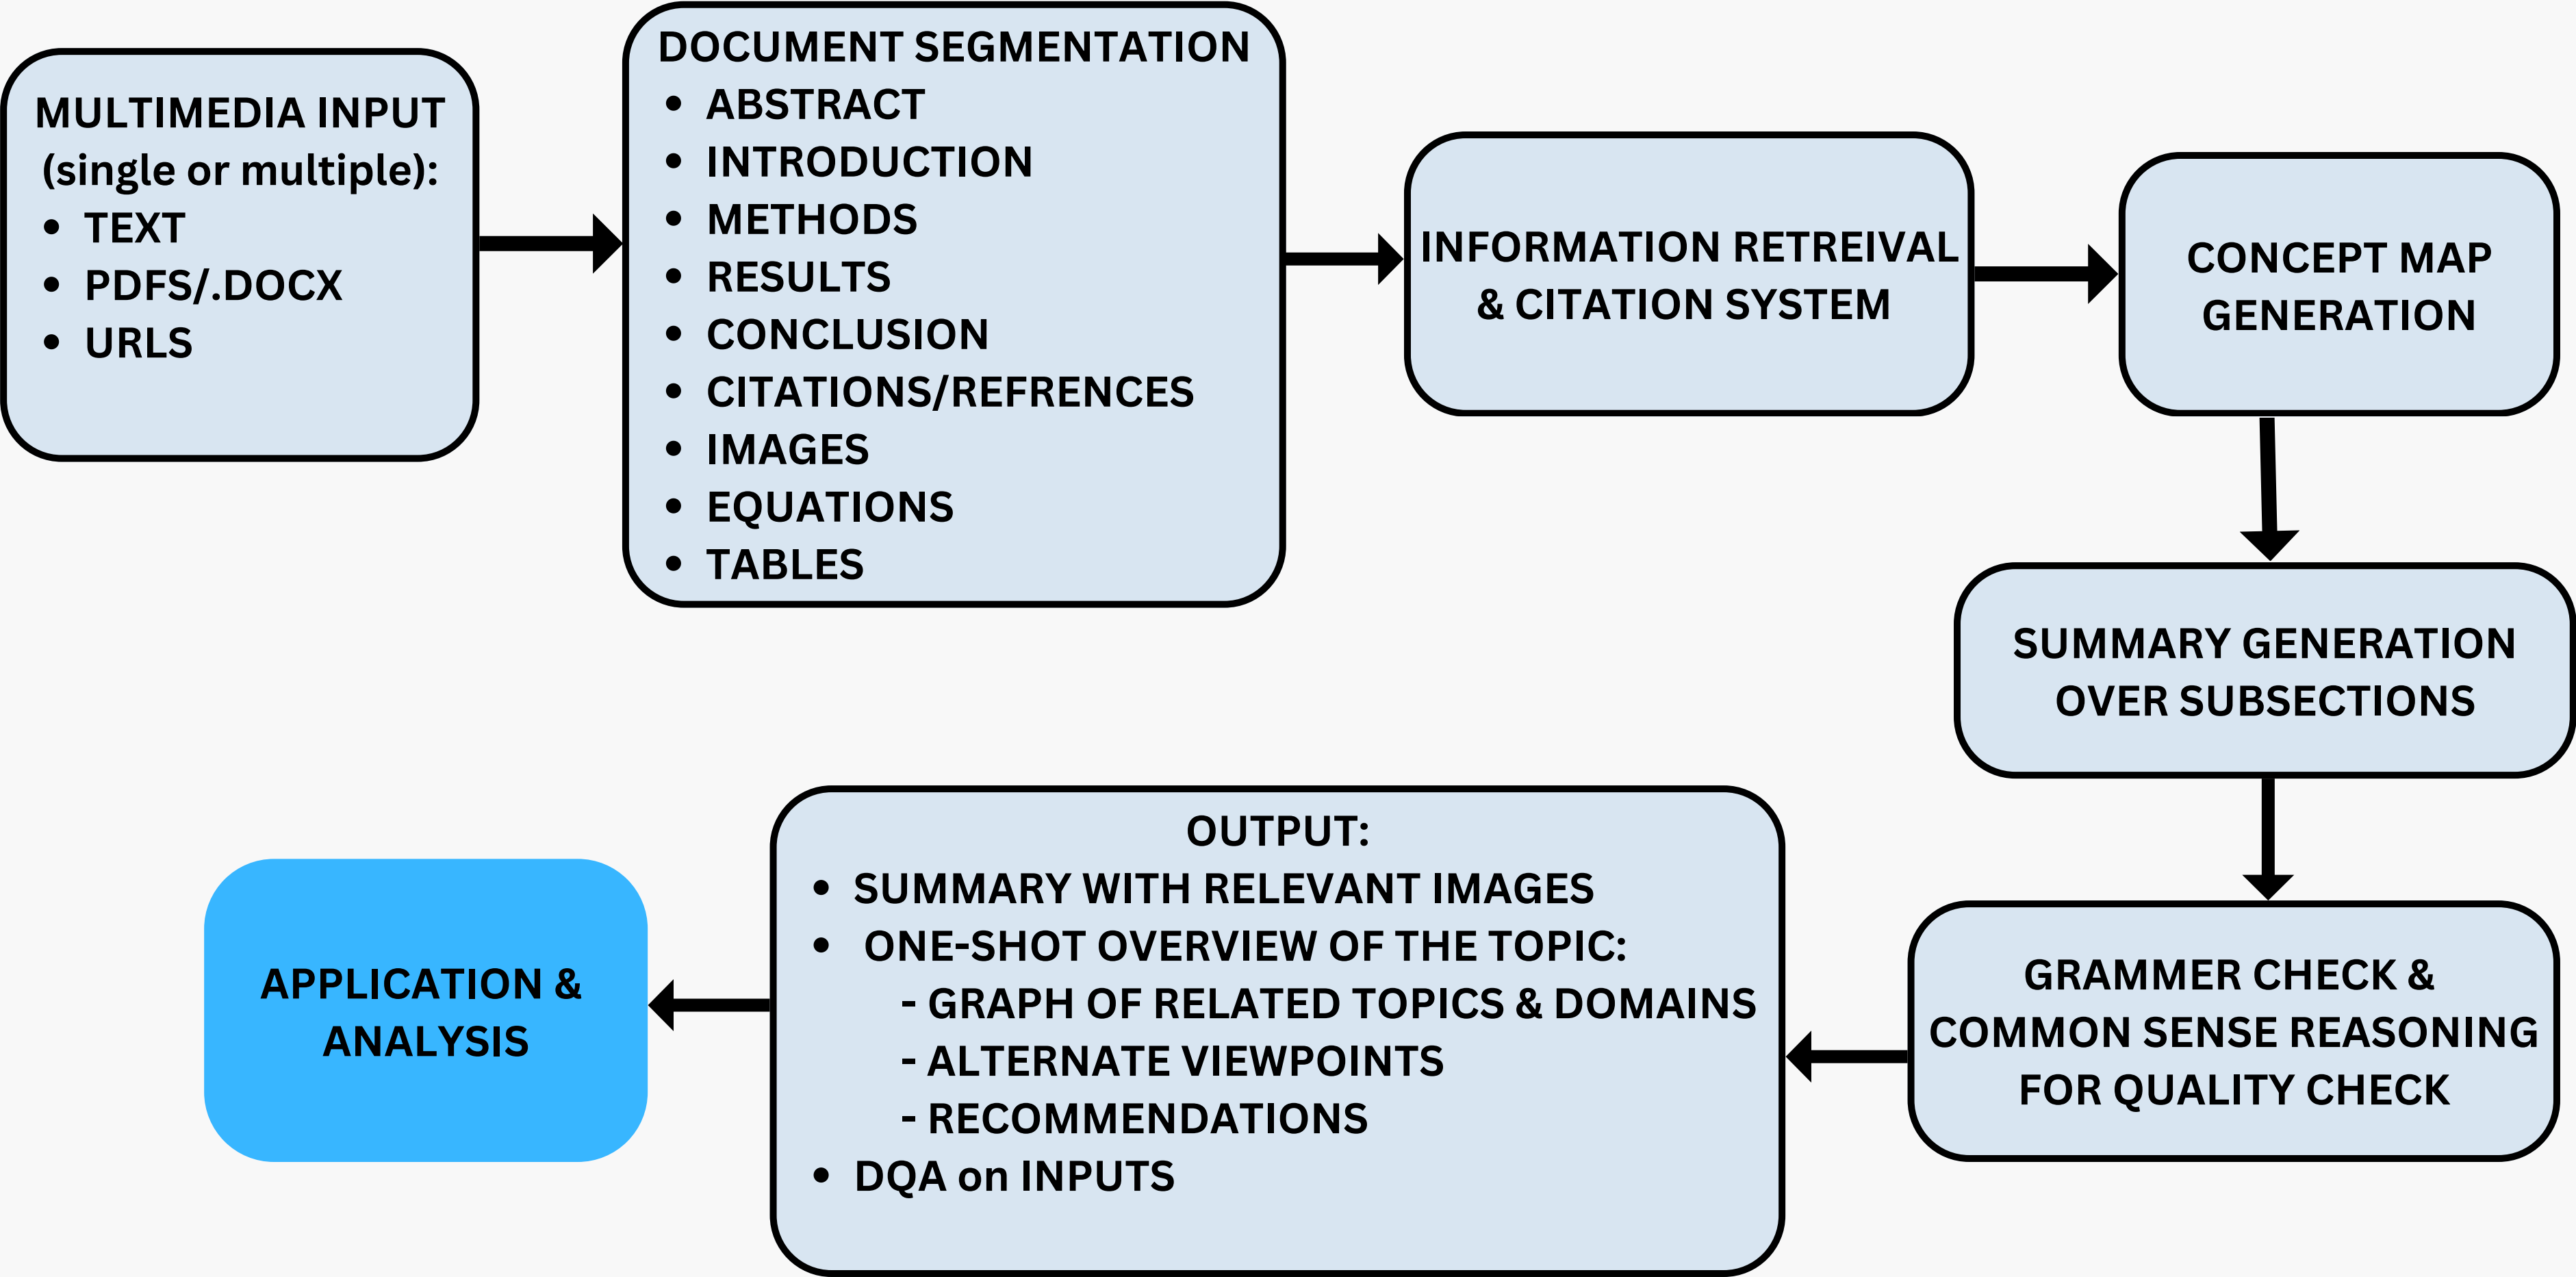 MULTIMEDIA INPUT
(single or multiple):
• TEXT
• PDFS/.DOCX
• URLS
DOCUMENT SEGMENTATION
• ABSTRACT
• INTRODUCTION
• METHODS
• RESULTS
• CONCLUSION
• CITATIONS/REFRENCES
• IMAGES
• EQUATIONS
• TABLES
INFORMATION RETREIVAL
& CITATION SYSTEM
CONCEPT MAP
GENERATION
SUMMARY GENERATION
OVER SUBSECTIONS
GRAMMER CHECK &
COMMON SENSE REASONING
FOR QUALITY CHECK
OUTPUT:
• SUMMARY WITH RELEVANT IMAGES
• ONE-SHOT OVERVIEW OF THE TOPIC:
- GRAPH OF RELATED TOPICS & DOMAINS
- ALTERNATE VIEWPOINTS
- RECOMMENDATIONS
• DQA on INPUTS
APPLICATION &
ANALYSIS